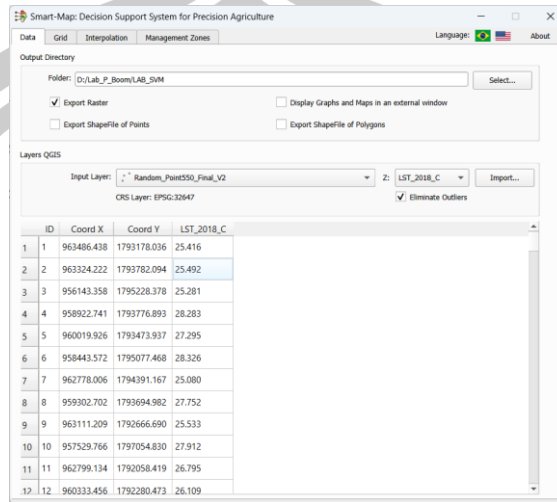 Smart-Map: Decision Support System for Precision Agriculture
Data Grid Interpolation Management Zones Language: About
Output Directory
Folder: D:/Lab_P_Boom/LAB_SVM Select...
Export Raster Display Graphs and Maps in an external window
Export ShapeFile of Points Export ShapeFile of Polygons
Layers QGIS
Input Layer: Random_Point550_Final_V2 Z: LST_2018_C Import...
CRS Layer: EPSG:32647 Eliminate Outliers
ID Coord X Coord Y LST_2018_C
1 1 963486.438 1793178.036 25.416
2 2 963324.222 1793782.094 25.492
3 3 956143.358 1795228.378 25.281
4 4 958922.741 1793776.893 28.283
5 5 960019.926 1793473.937 27.295
6 6 958443.572 1795077.468 28.326
7 7 962778.006 1794391.167 25.080
8 8 959302.702 1793694.982 27.752
9 9 963111.209 1792666.690 25.533
10 10 957529.766 1797054.830 27.912
11 11 962799.134 1792058.419 26.795
12 12 960333.456 1792280.473 26.109